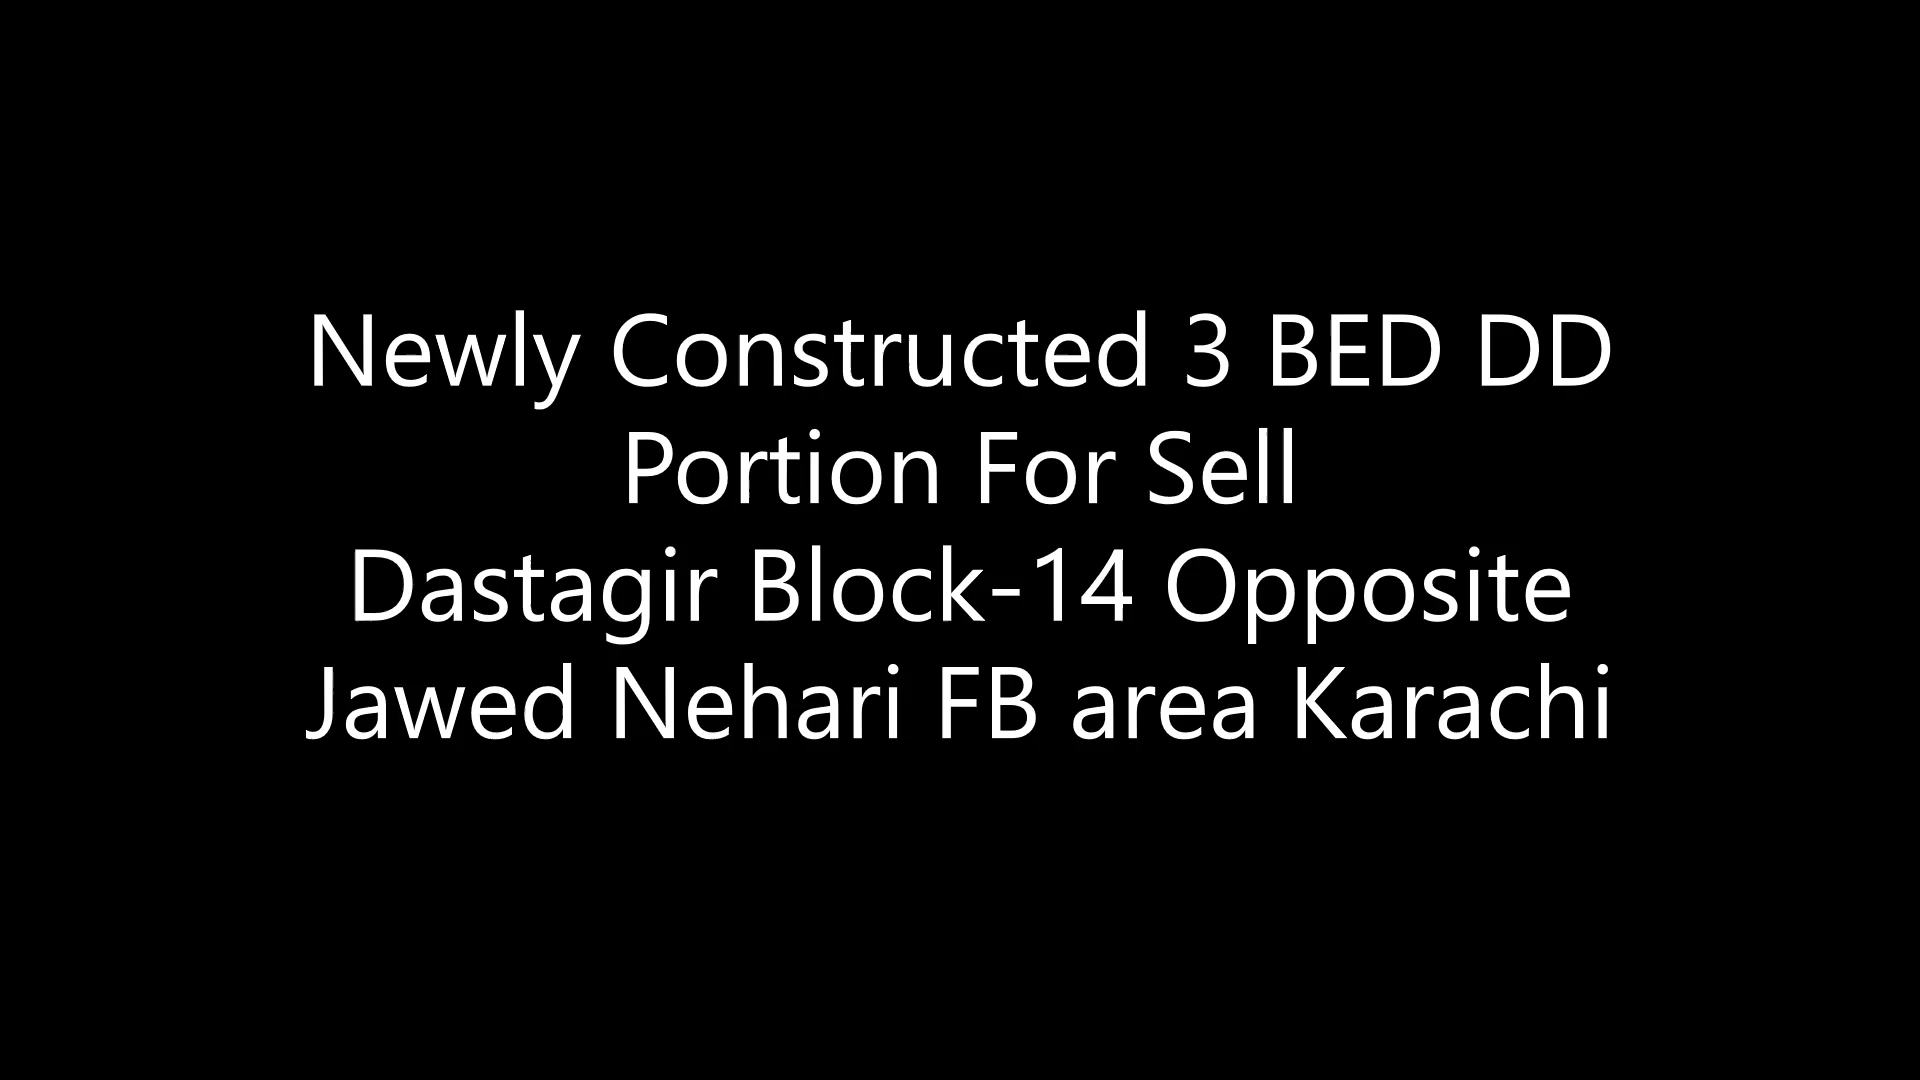 Newly Constructed 3 BED DD
Portion For Sell
Dastagir Block-14 Opposite
Jawed Nehari FB area Karachi